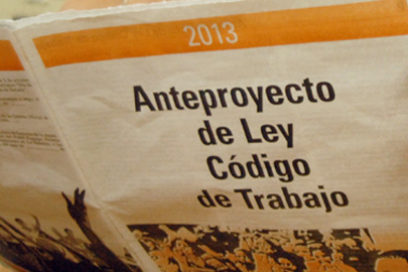 2013
Anteproyecto
de Ley
Código
de Trabajo